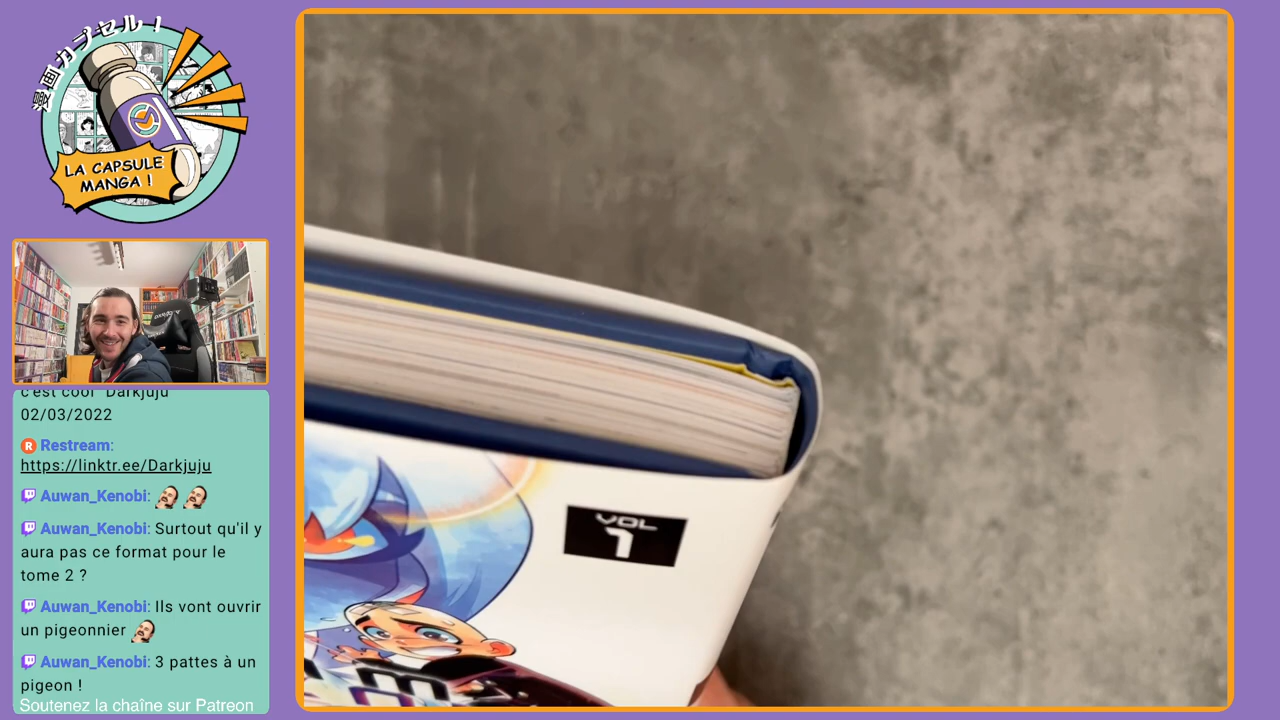 漫画カプセル！
LA CAPSULE
MANGA !
c'est cool" Darkjuju
02/03/2022
Restream:
https://linktr.ee/Darkjuju
Auwan_Kenobi:
Auwan_Kenobi: Surtout qu'il y
aura pas ce format pour le
tome 2 ?
Auwan_Kenobi: Ils vont ouvrir
un pigeonnier
Auwan_Kenobi: 3 pattes à un
pigeon !
Soutenez la chaîne sur Patreon
VOL
1